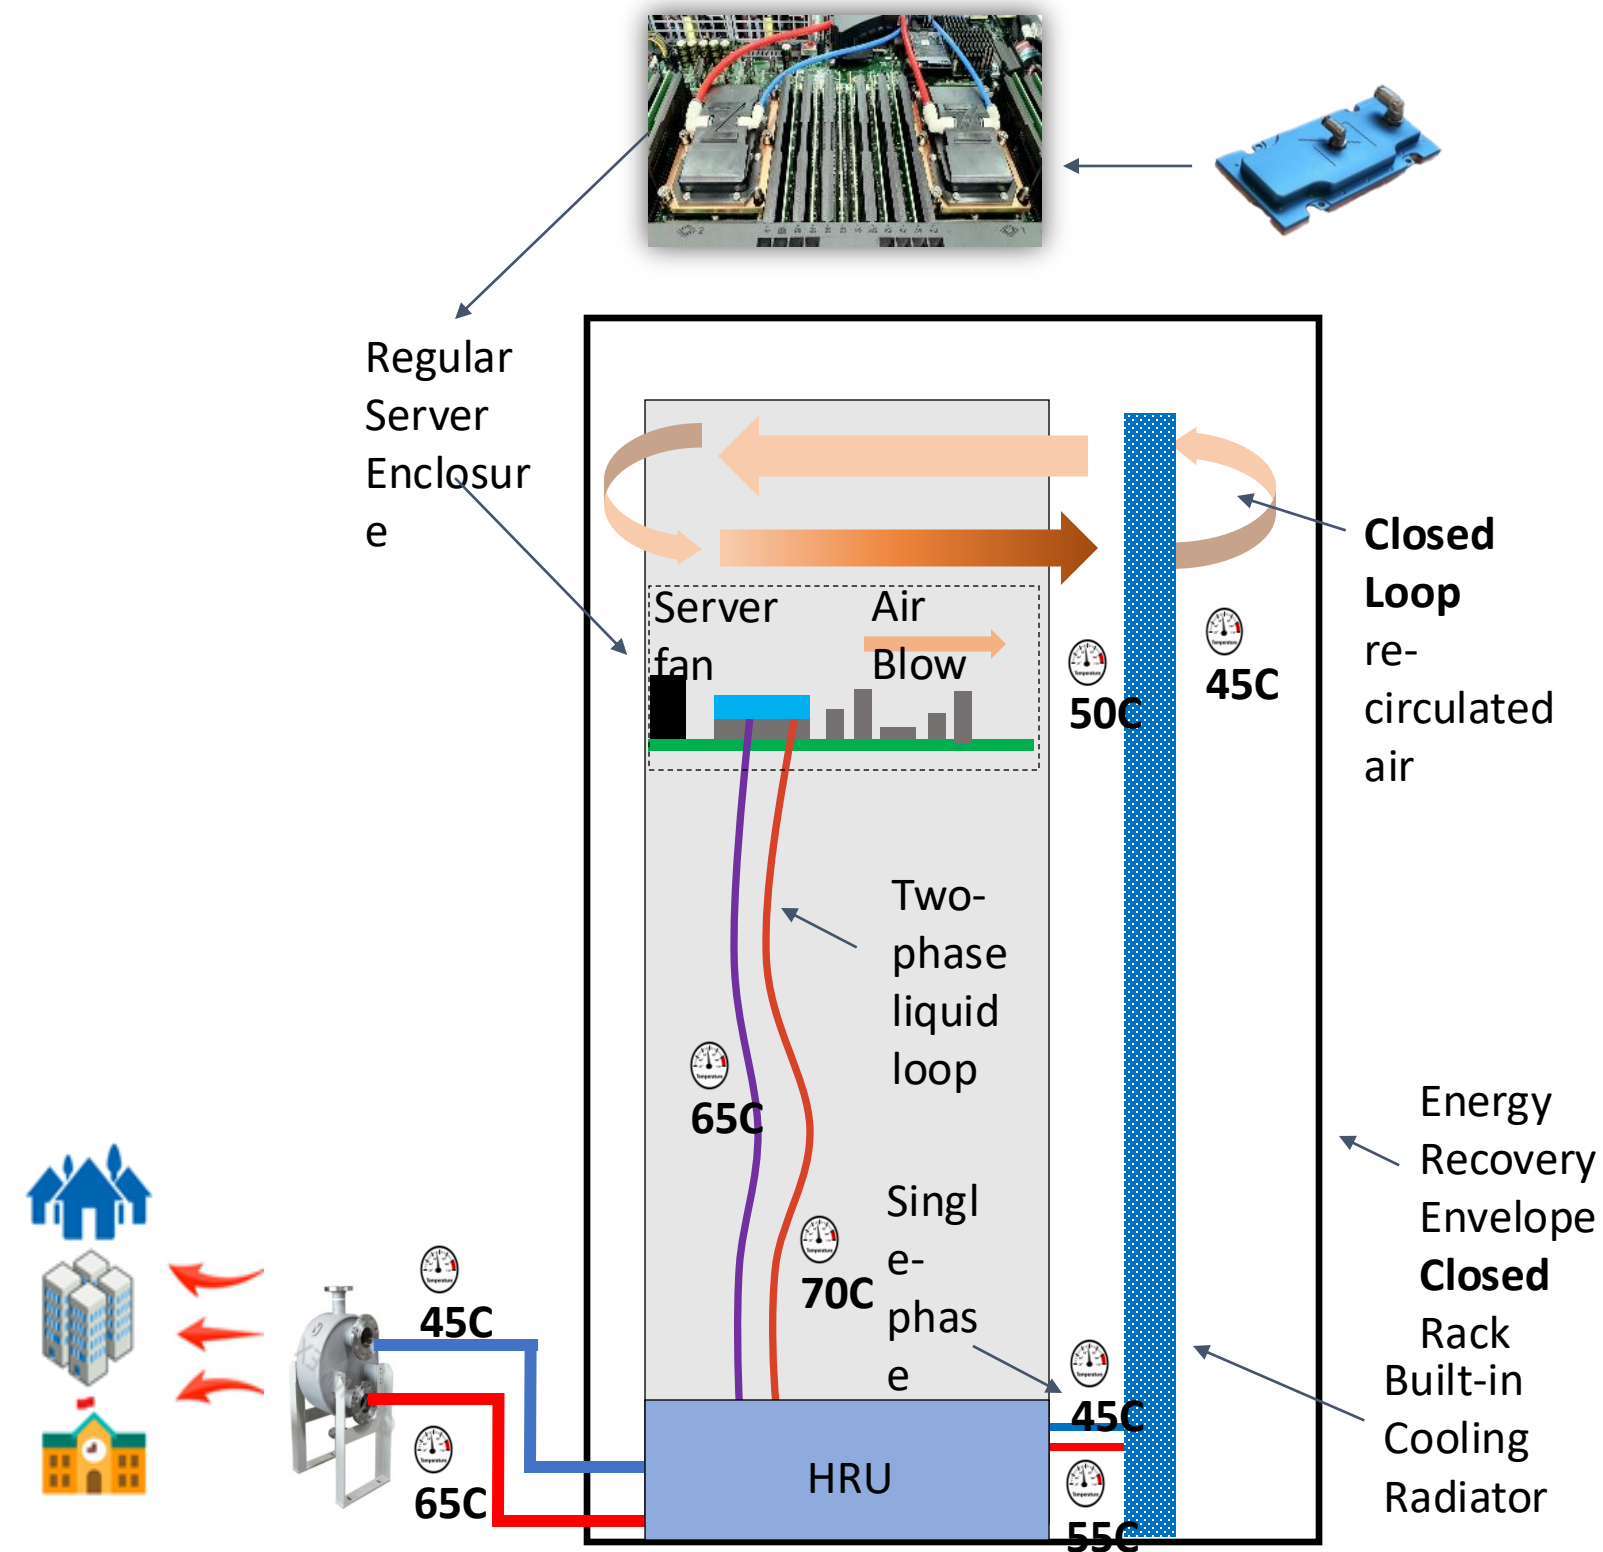 Regular
Server
Enclosur
e
Server
fan
Air
Blow
Closed
Loop
re-
circulated
air
45C
50C
Two-
phase
liquid
loop
65C
Singl
e-
phas
e
70C
Energy
Recovery
Envelope
Closed
Rack
Built-in
Cooling
Radiator
45C
65C
45C
55C
HRU